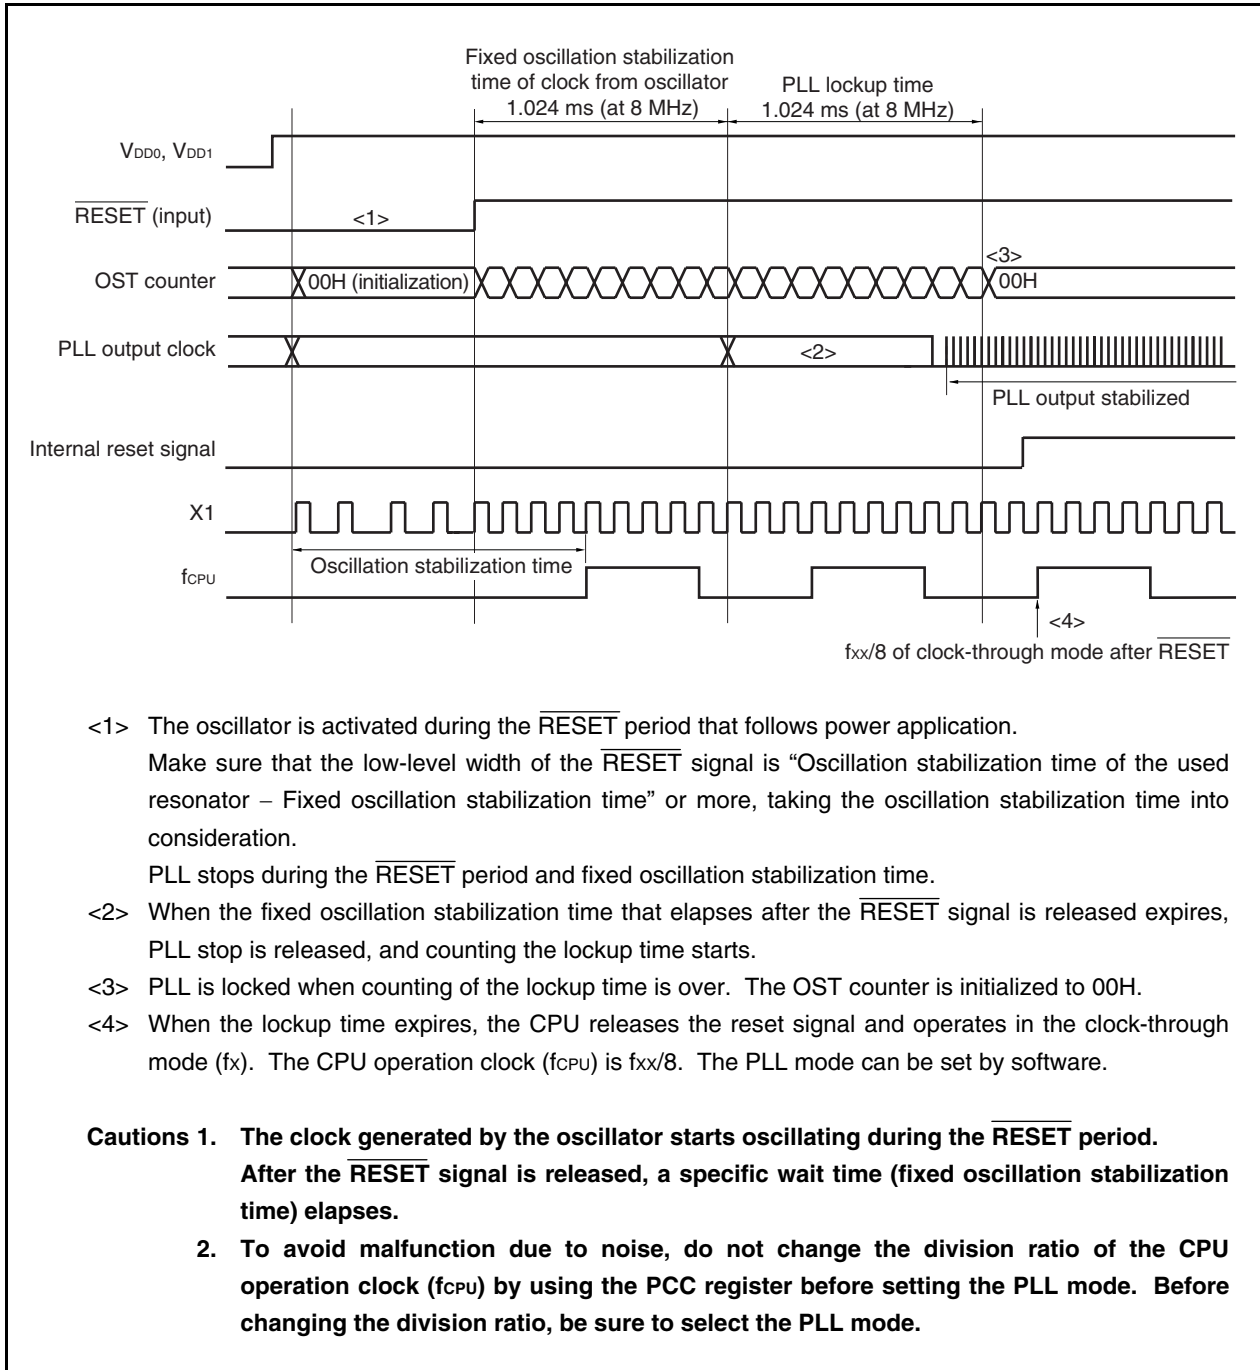 Fixed oscillation stabilization
time of clock from oscillator
1.024 ms (at 8 MHz)
PLL lockup time
1.024 ms (at 8 MHz)
VDD0, VDD1
RESET (input)
<1>
OST counter
00H (initialization)
<3>
00H
PLL output clock
<2>
PLL output stabilized
Internal reset signal
X1
Oscillation stabilization time
fCPU
<4>
fxx/8 of clock-through mode after RESET
<1> The oscillator is activated during the RESET period that follows power application.
Make sure that the low-level width of the RESET signal is “Oscillation stabilization time of the used
resonator – Fixed oscillation stabilization time” or more, taking the oscillation stabilization time into
consideration.
PLL stops during the RESET period and fixed oscillation stabilization time.
<2> When the fixed oscillation stabilization time that elapses after the RESET signal is released expires,
PLL stop is released, and counting the lockup time starts.
<3> PLL is locked when counting of the lockup time is over. The OST counter is initialized to 00H.
<4> When the lockup time expires, the CPU releases the reset signal and operates in the clock-through
mode (fx). The CPU operation clock (fCPU) is fxx/8. The PLL mode can be set by software.
Cautions 1. The clock generated by the oscillator starts oscillating during the RESET period.
After the RESET signal is released, a specific wait time (fixed oscillation stabilization
time) elapses.
2. To avoid malfunction due to noise, do not change the division ratio of the CPU
operation clock (fCPU) by using the PCC register before setting the PLL mode. Before
changing the division ratio, be sure to select the PLL mode.